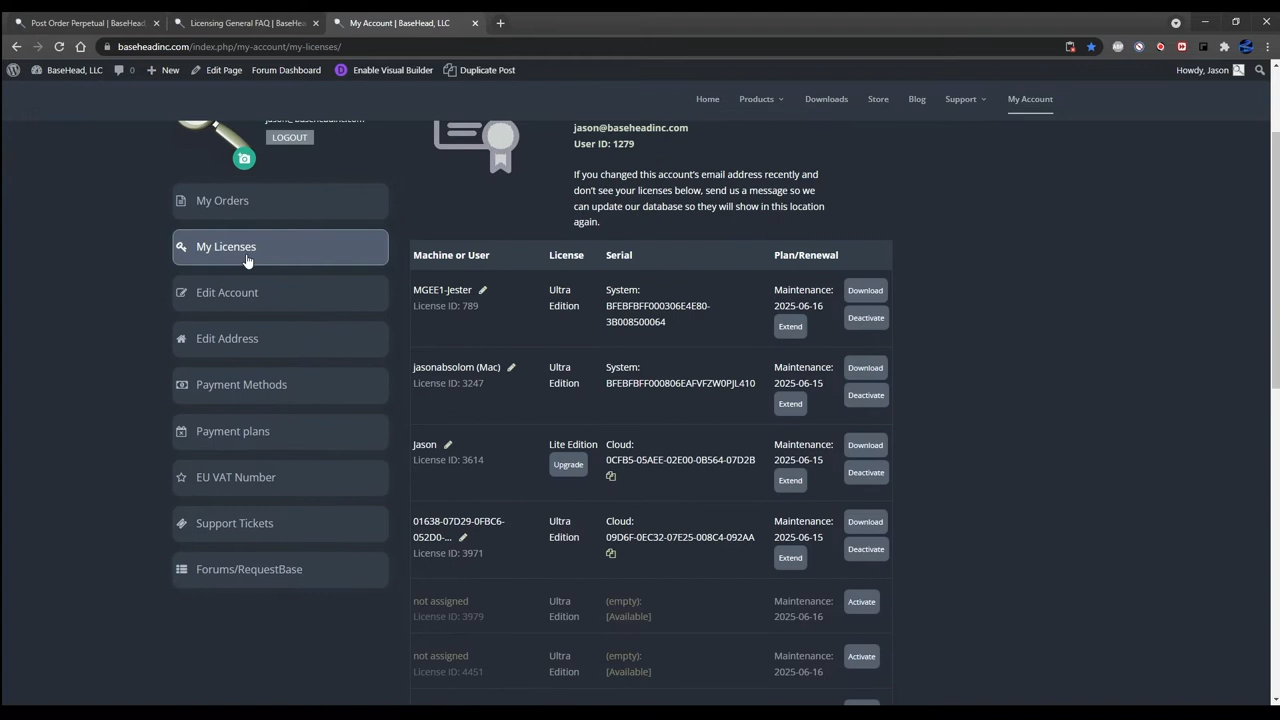 Post Order Perpetual | BaseHead,
Licensing General FAQ | BaseHea
My Account | BaseHead, LLC
baseheadinc.com/index.php/my-account/my-licenses/
BaseHead, LLC
0
New
Edit Page
Forum Dashboard
Enable Visual Builder
Duplicate Post
Howdy, Jason
Home
Products
Downloads
Store
Blog
Support
My Account
LOGOUT
jason@baseheadinc.com
User ID: 1279
If you changed this account's email address recently and
don't see your licenses below, send us a message so we
can update our database so they will show in this location
again.
My Orders
My Licenses
Edit Account
Edit Address
Payment Methods
Payment plans
EU VAT Number
Support Tickets
Forums/RequestBase
Machine or User License Serial Plan/Renewal
MGEE1-Jester Ultra System: Maintenance: Download
License ID: 789 Edition BFEBFBFF000306E4E80- 2025-06-16
3B008500064 Extend Deactivate
jasonabsolom (Mac) Ultra System: Maintenance: Download
License ID: 3247 Edition BFEBFBFF000806EAFVFZW0PJL410 2025-06-15
Extend Deactivate
Jason Lite Edition Cloud: Maintenance: Download
License ID: 3614 Upgrade 0CFB5-05AEE-02E00-0B564-07D2B 2025-06-15
Extend Deactivate
01638-07D29-0FBC6- Ultra Cloud: Maintenance: Download
052D0-... Edition 09D6F-0EC32-07E25-008C4-092AA 2025-06-15
License ID: 3971 Extend Deactivate
not assigned Ultra (empty): Maintenance: Activate
License ID: 3979 Edition [Available] 2025-06-16
not assigned Ultra (empty): Maintenance: Activate
License ID: 4451 Edition [Available] 2025-06-16